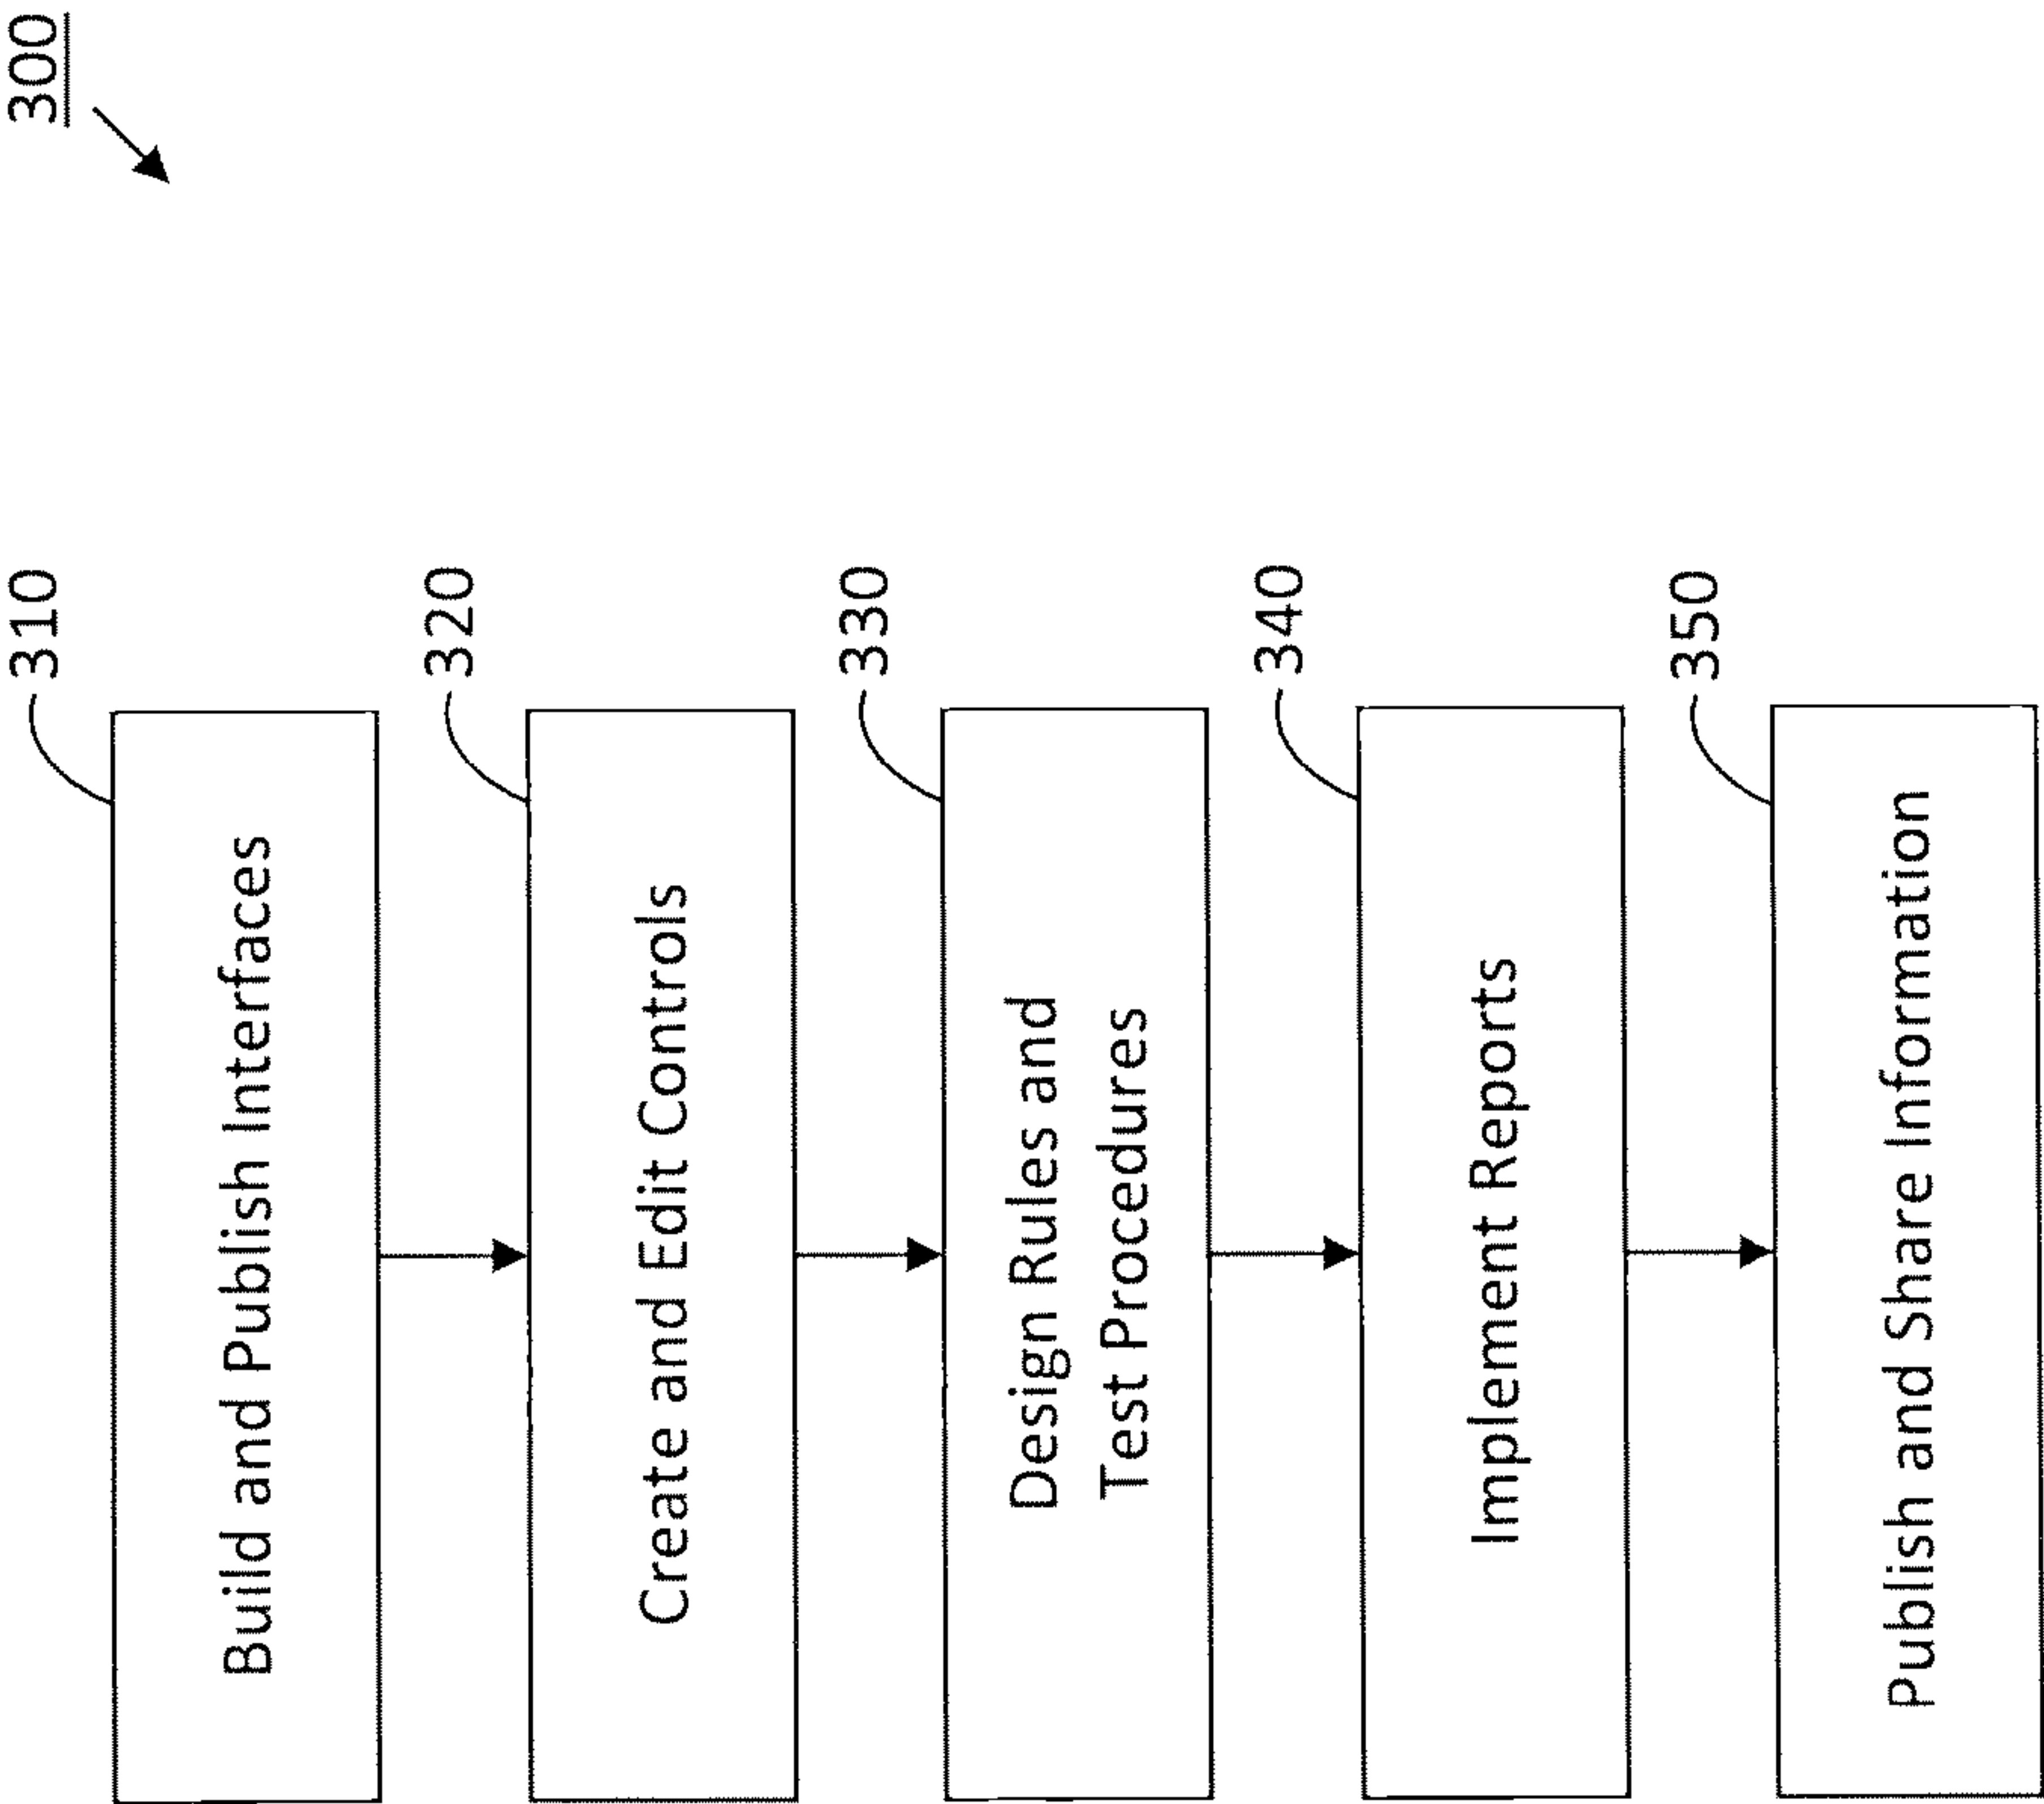 300
310
Build and Publish Interfaces
320
Create and Edit Controls
330
Design Rules and
Test Procedures
340
Implement Reports
350
Publish and Share Information